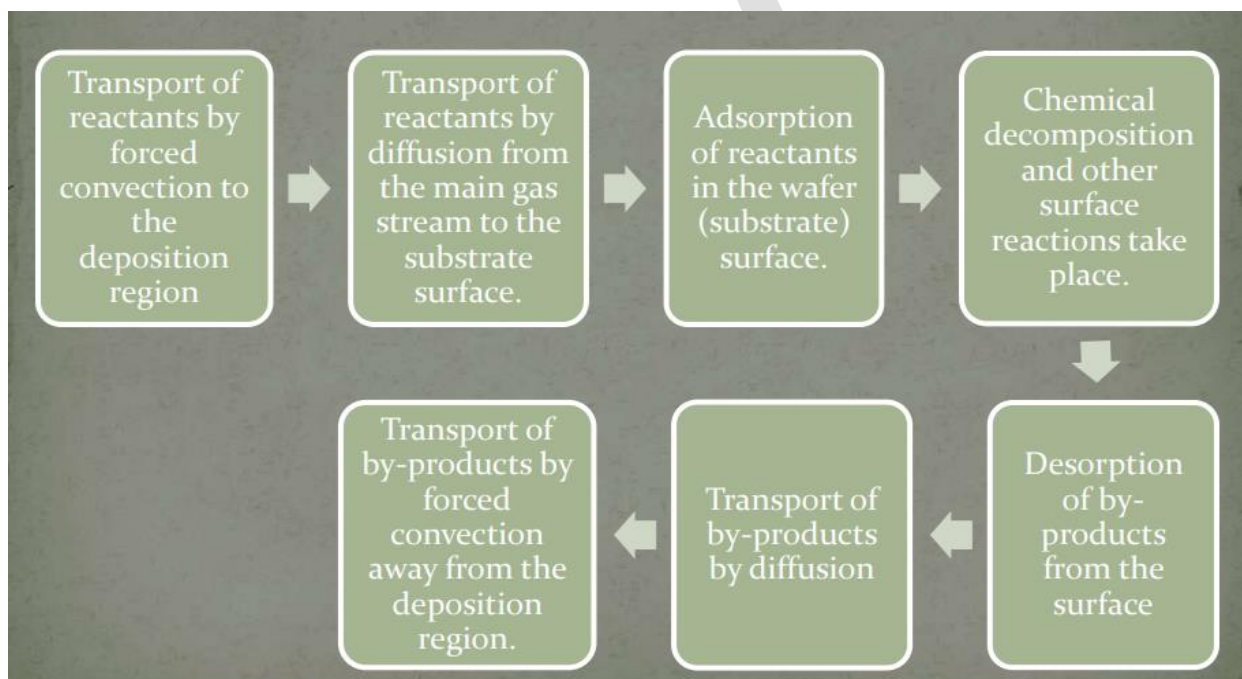 Transport of
reactants by
forced
convection to
the
deposition
region
Transport of
reactants by
diffusion from
the main gas
stream to the
substrate
surface.
Adsorption
of reactants
in the wafer
(substrate)
surface.
Chemical
decomposition
and other
surface
reactions take
place.
Desorption
of by-
products
from the
surface
Transport of
by-products
by diffusion
Transport of
by-products by
forced
convection
away from the
deposition
region.